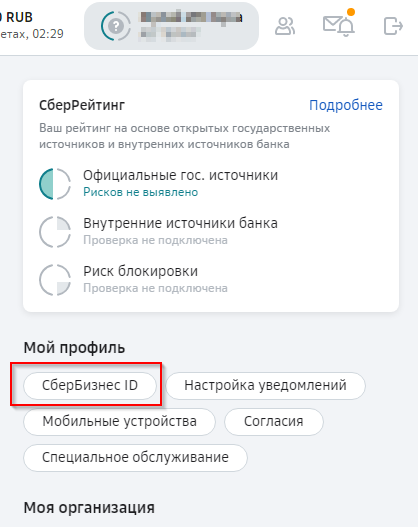 RUB
етах, 02:29
?
СберРейтинг
Подробнее
Ваш рейтинг на основе открытых государственных
источников и внутренних источников банка
Официальные гос. источники
Рисков не выявлено
Внутренние источники банка
Проверка не подключена
Риск блокировки
Проверка не подключена
Мой профиль
СберБизнес ID
Настройка уведомлений
Мобильные устройства
Согласия
Специальное обслуживание
Моя организация